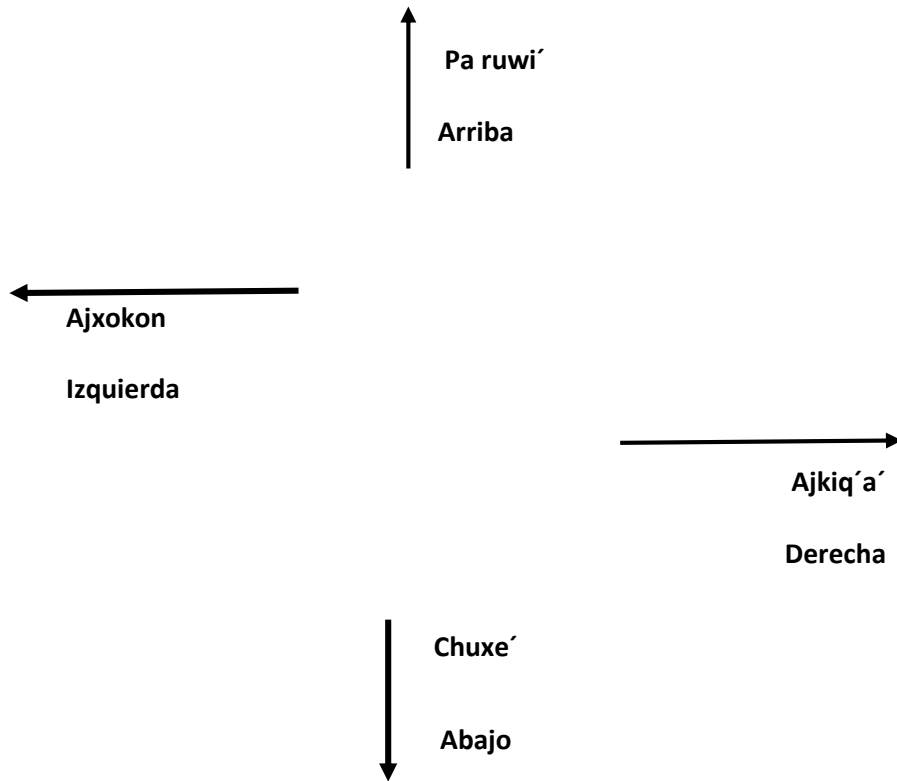 Pa ruwi´
Arriba
Ajxokon
Izquierda
Ajkiq´a´
Derecha
Chuxe´
Abajo